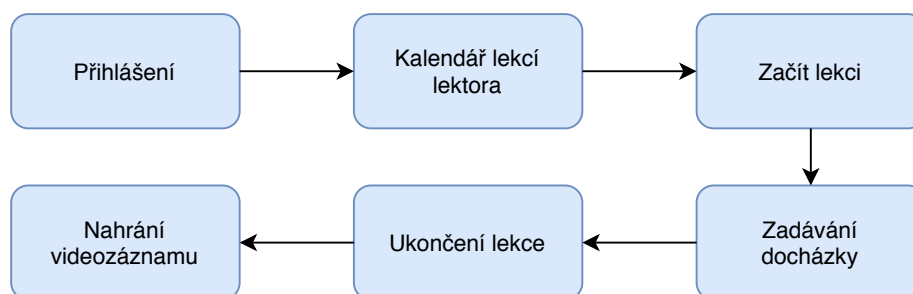 Přihlášení
Kalendář lekcí
lektora
Začít lekci
Zadávání
docházky
Ukončení lekce
Nahrání
videozáznamu